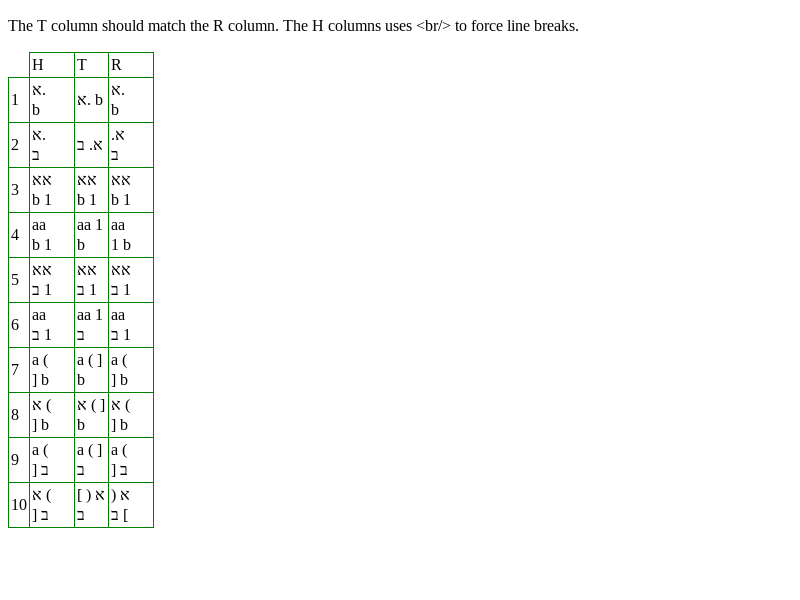 The T column should match the R column. The H columns uses <br/> to force line breaks.
H T R
1
א.
b
א. b
א.
b
2
א.
ב
א. ב
א.
ב
3
אא
b 1
אא
b 1
אא
b 1
4
aa
b 1
aa 1
b
aa
1 b
5
אא
1 ב
אא
1 ב
אא
1 ב
6
aa
1 ב
aa 1
ב
aa
1 ב
7
a (
] b
a ( ]
b
a (
] b
8
א (
] b
א ( ]
b
א (
] b
9
a (
] ב
a ( ]
ב
a (
] ב
10
א (
] ב
א ( ]
ב
א (
] ב